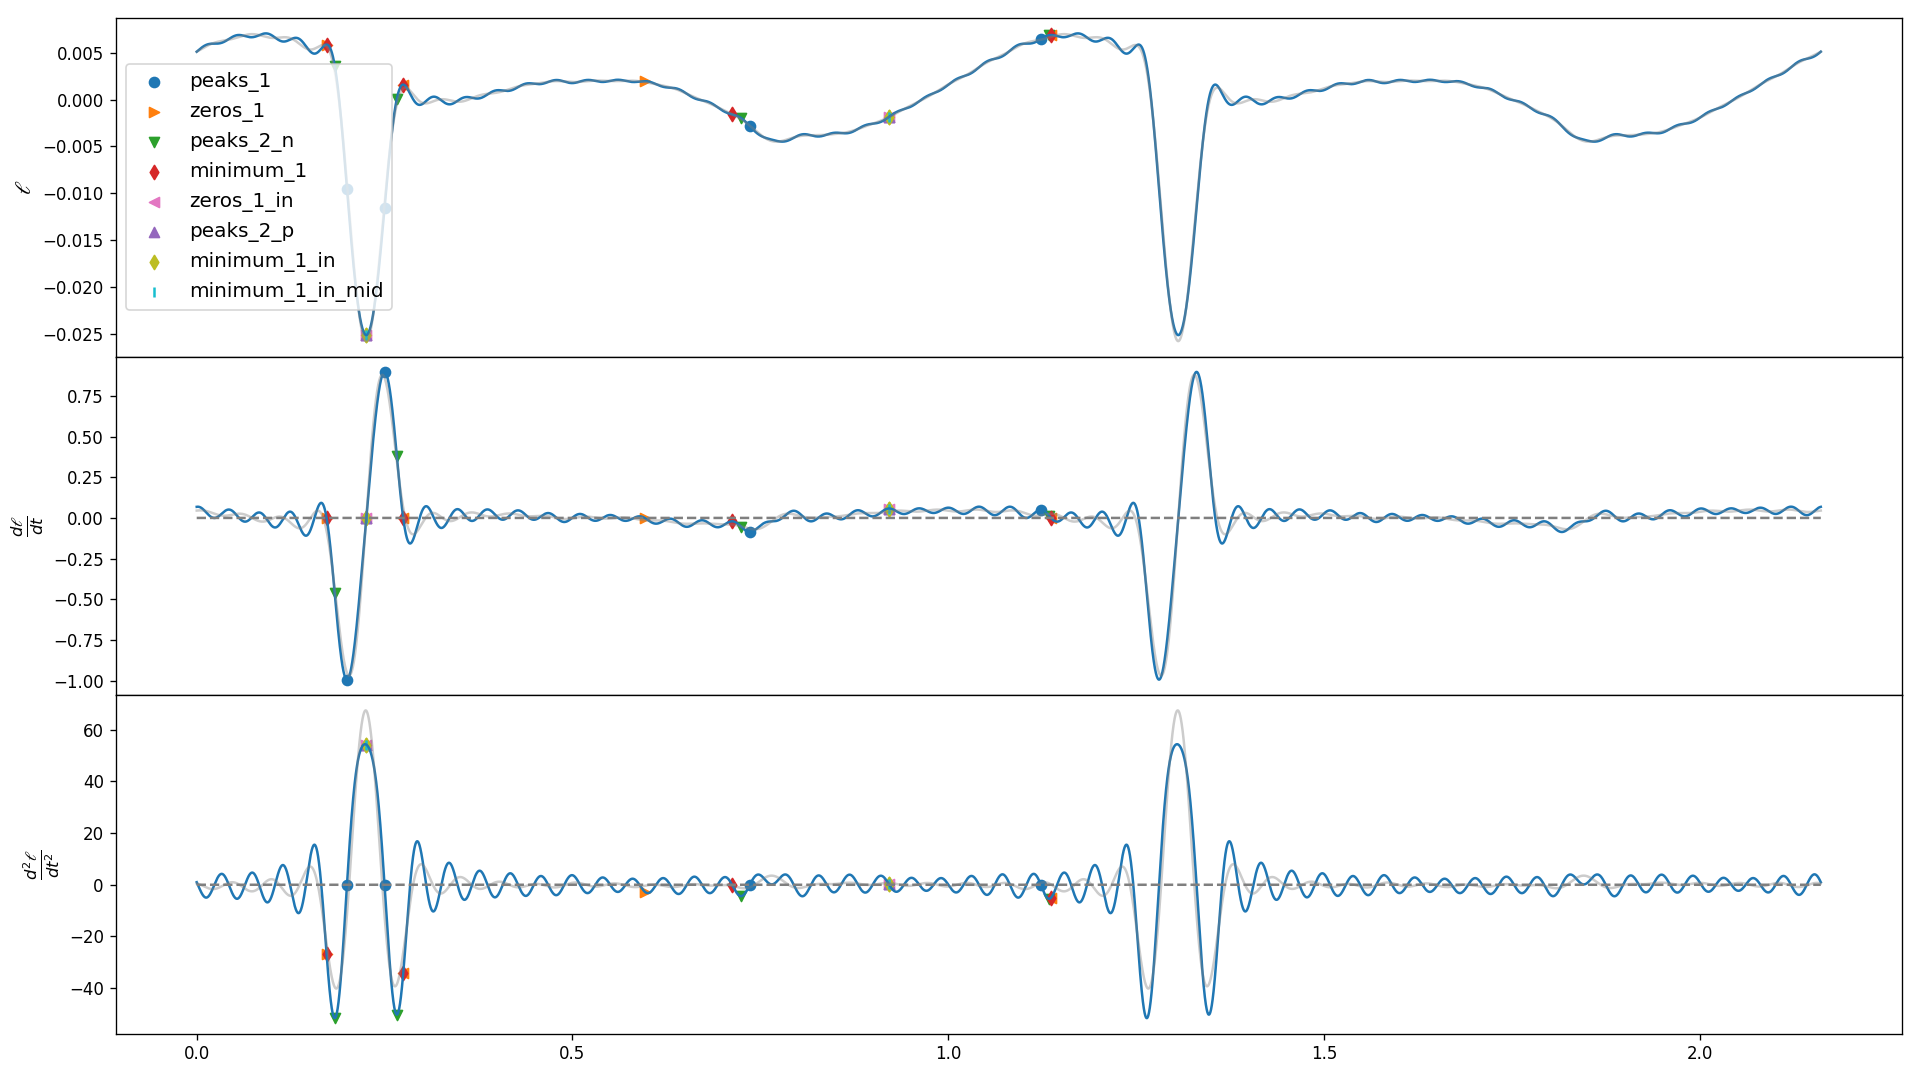 0.005
0.000
−0.005
−0.010
−0.015
−0.020
−0.025
ℓ
peaks_1
zeros_1
peaks_2_n
minimum_1
zeros_1_in
peaks_2_p
minimum_1_in
minimum_1_in_mid
0.75
0.50
0.25
0.00
−0.25
−0.50
−0.75
−1.00
dℓ
dt
60
40
20
0
−20
−40
d²ℓ
dt²
0.0 0.5 1.0 1.5 2.0